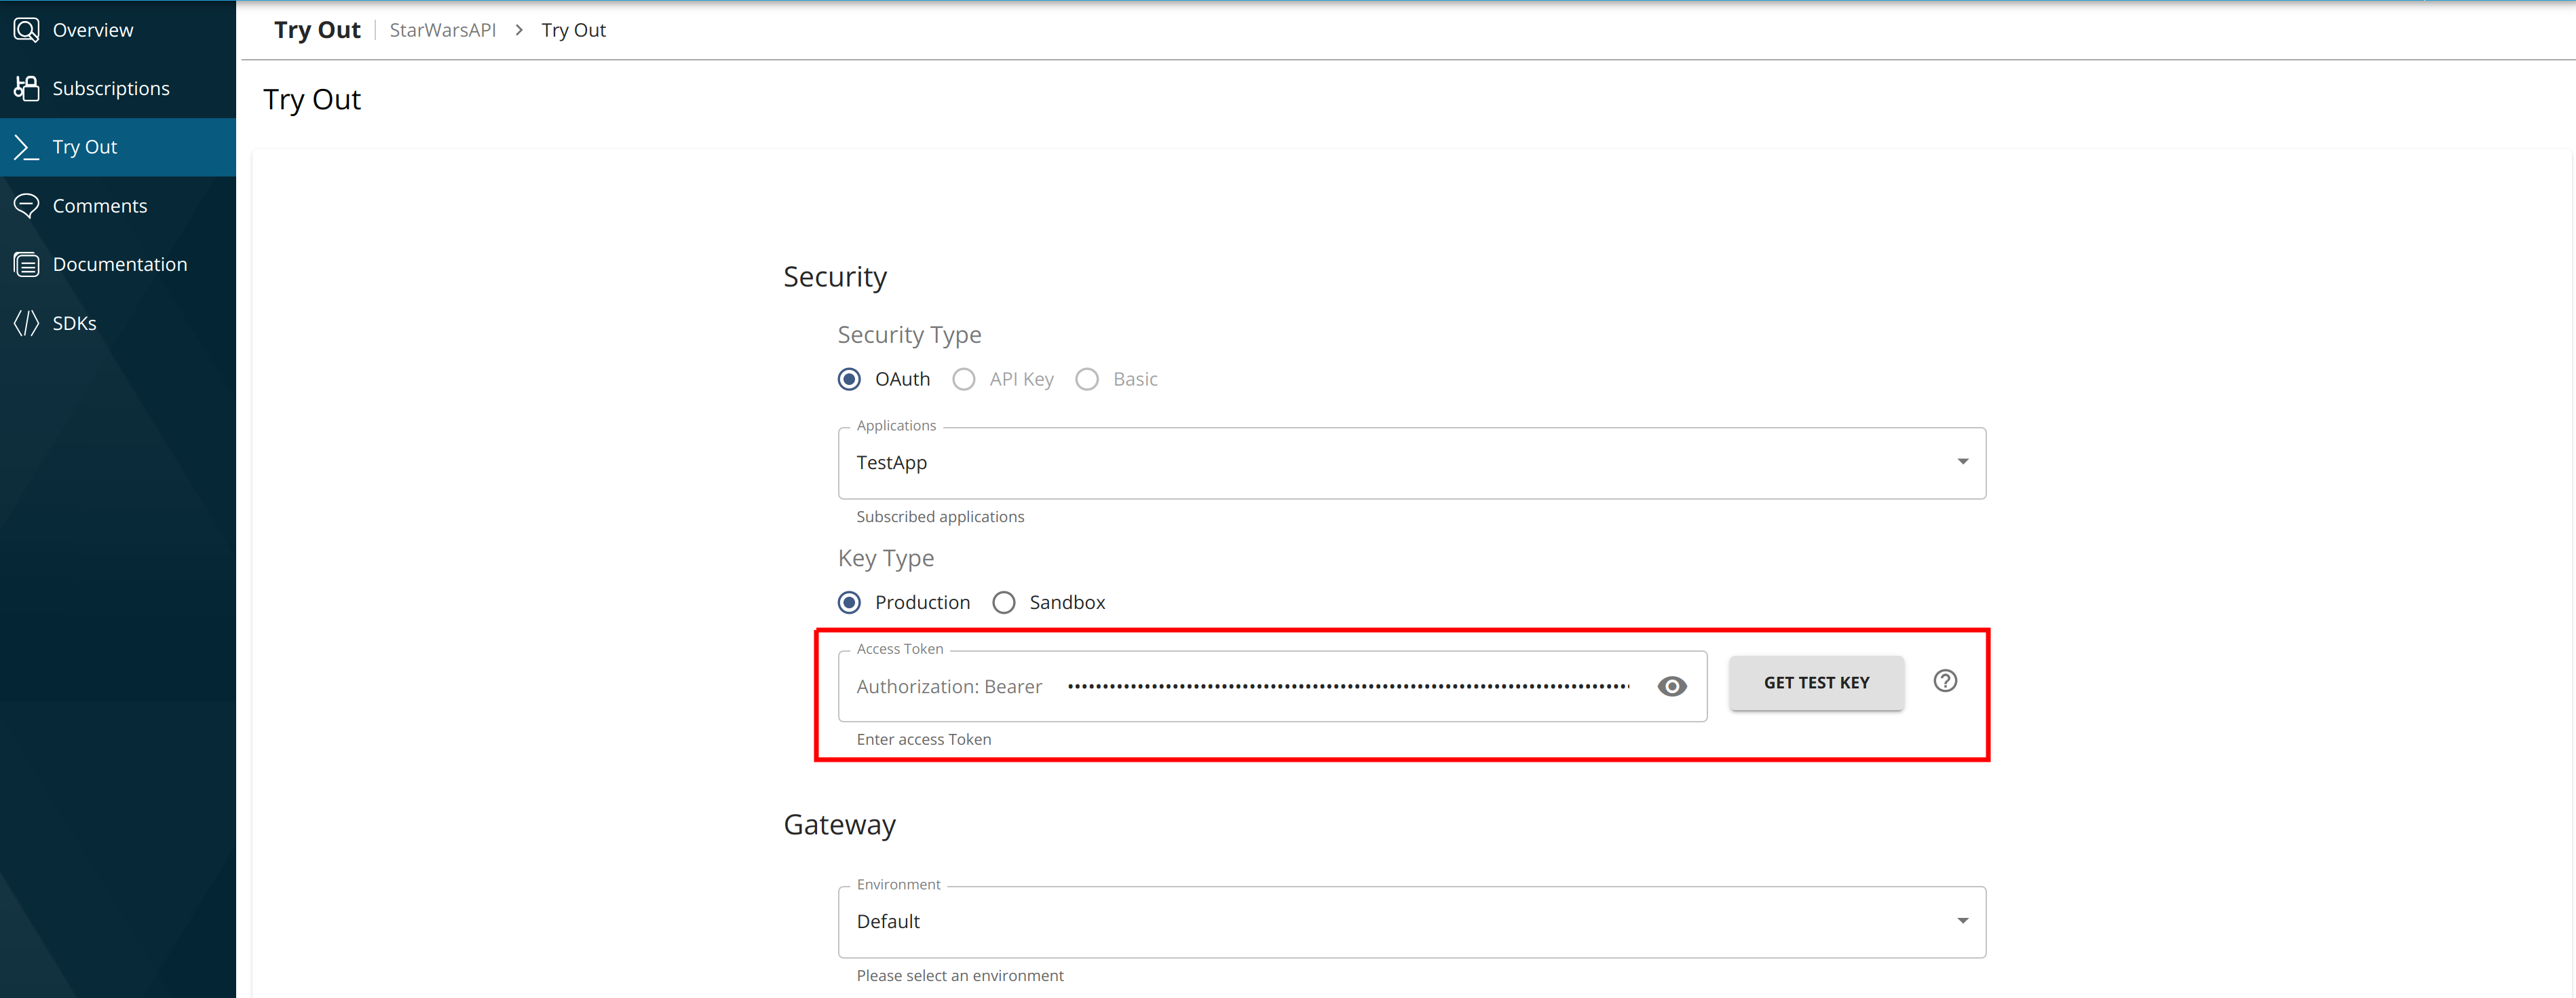 Overview
Subscriptions
Try Out
Comments
Documentation
SDKs
Try Out StarWarsAPI > Try Out
Try Out
Security
Security Type
OAuth API Key Basic
Applications
TestApp
Subscribed applications
Key Type
Production Sandbox
Access Token
Authorization: Bearer
GET TEST KEY
Enter access Token
Gateway
Environment
Default
Please select an environment